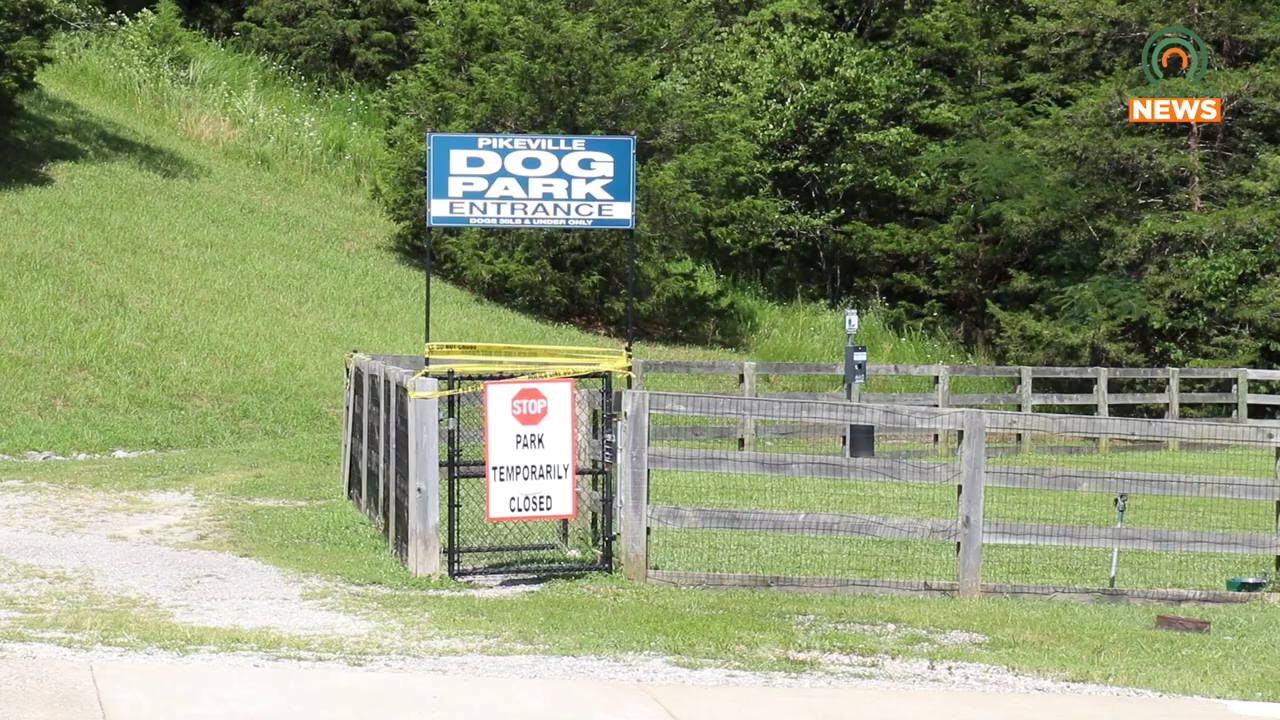 NEWS
PIKEVILLE
DOG
PARK
ENTRANCE
DOGS 30LB & UNDER ONLY
STOP
PARK
TEMPORARILY
CLOSED